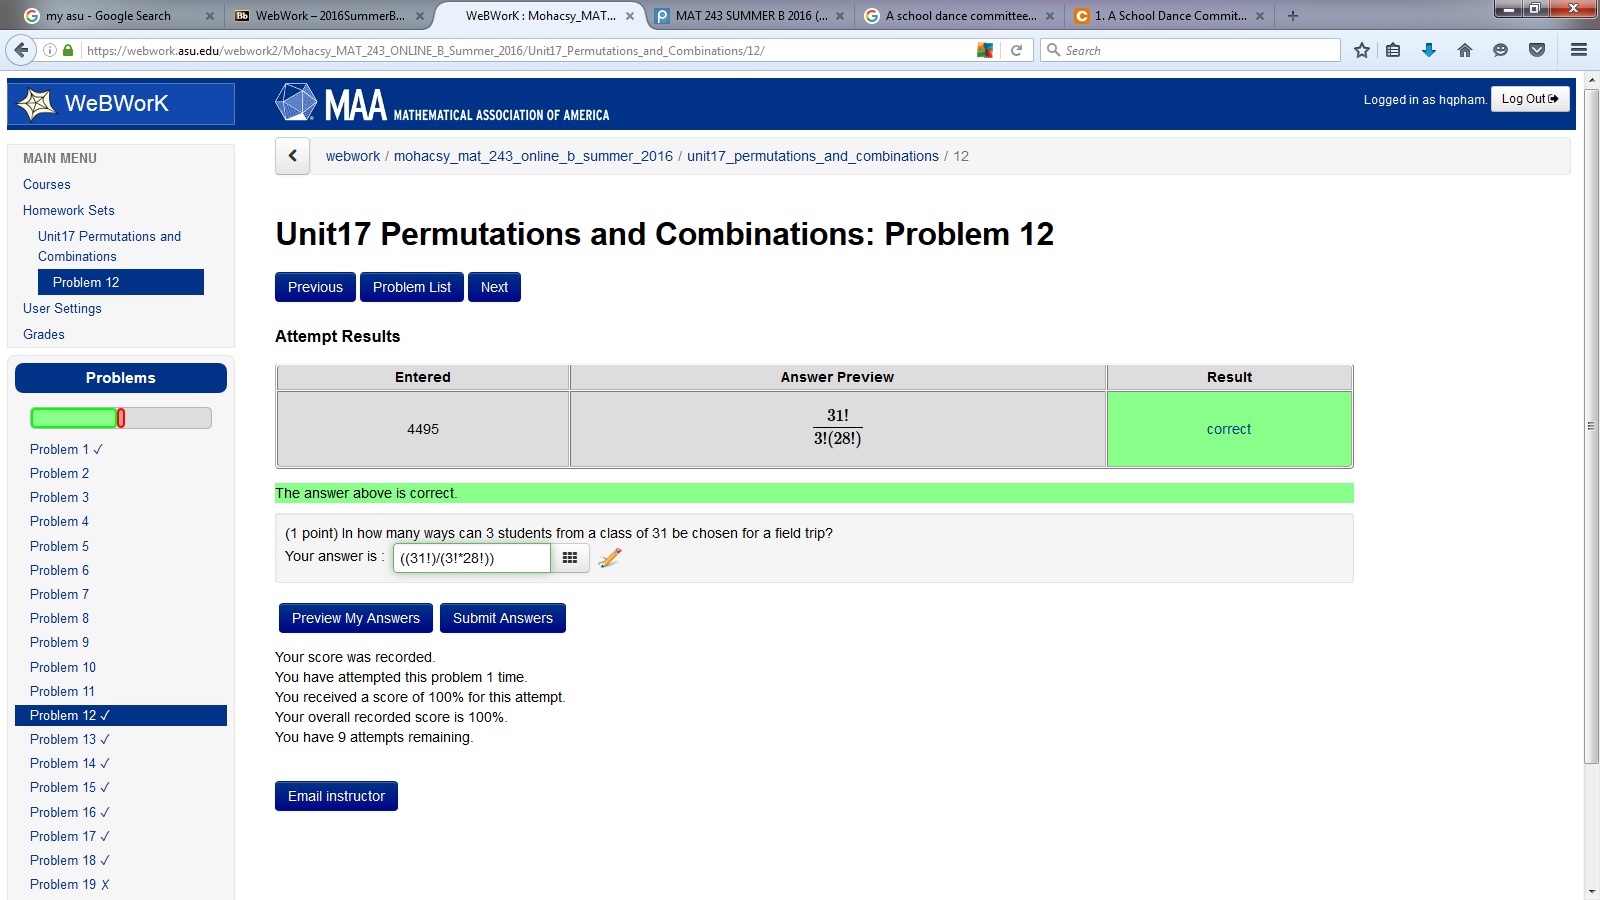 my asu - Google Search
WebWork – 2016SummerB...
WeBWorK : Mohacsy_MAT...
MAT 243 SUMMER B 2016 (...
A school dance committee...
1. A School Dance Commit...
https://webwork.asu.edu/webwork2/Mohacsy_MAT_243_ONLINE_B_Summer_2016/Unit17_Permutations_and_Combinations/12/
Search
WeBWorK
MAA MATHEMATICAL ASSOCIATION OF AMERICA
Logged in as hqpham.
Log Out
MAIN MENU
Courses
Homework Sets
Unit17 Permutations and
Combinations
Problem 12
User Settings
Grades
Problems
Problem 1 ✓
Problem 2
Problem 3
Problem 4
Problem 5
Problem 6
Problem 7
Problem 8
Problem 9
Problem 10
Problem 11
Problem 12 ✓
Problem 13 ✓
Problem 14 ✓
Problem 15 ✓
Problem 16 ✓
Problem 17 ✓
Problem 18 ✓
Problem 19 ✗
webwork / mohacsy_mat_243_online_b_summer_2016 / unit17_permutations_and_combinations / 12
Unit17 Permutations and Combinations: Problem 12
Previous
Problem List
Next
Attempt Results
Entered
Answer Preview
Result
4495
31!
3!(28!)
correct
The answer above is correct.
(1 point) In how many ways can 3 students from a class of 31 be chosen for a field trip?
Your answer is : ((31!)/(3!*28!))
Preview My Answers
Submit Answers
Your score was recorded.
You have attempted this problem 1 time.
You received a score of 100% for this attempt.
Your overall recorded score is 100%.
You have 9 attempts remaining.
Email instructor